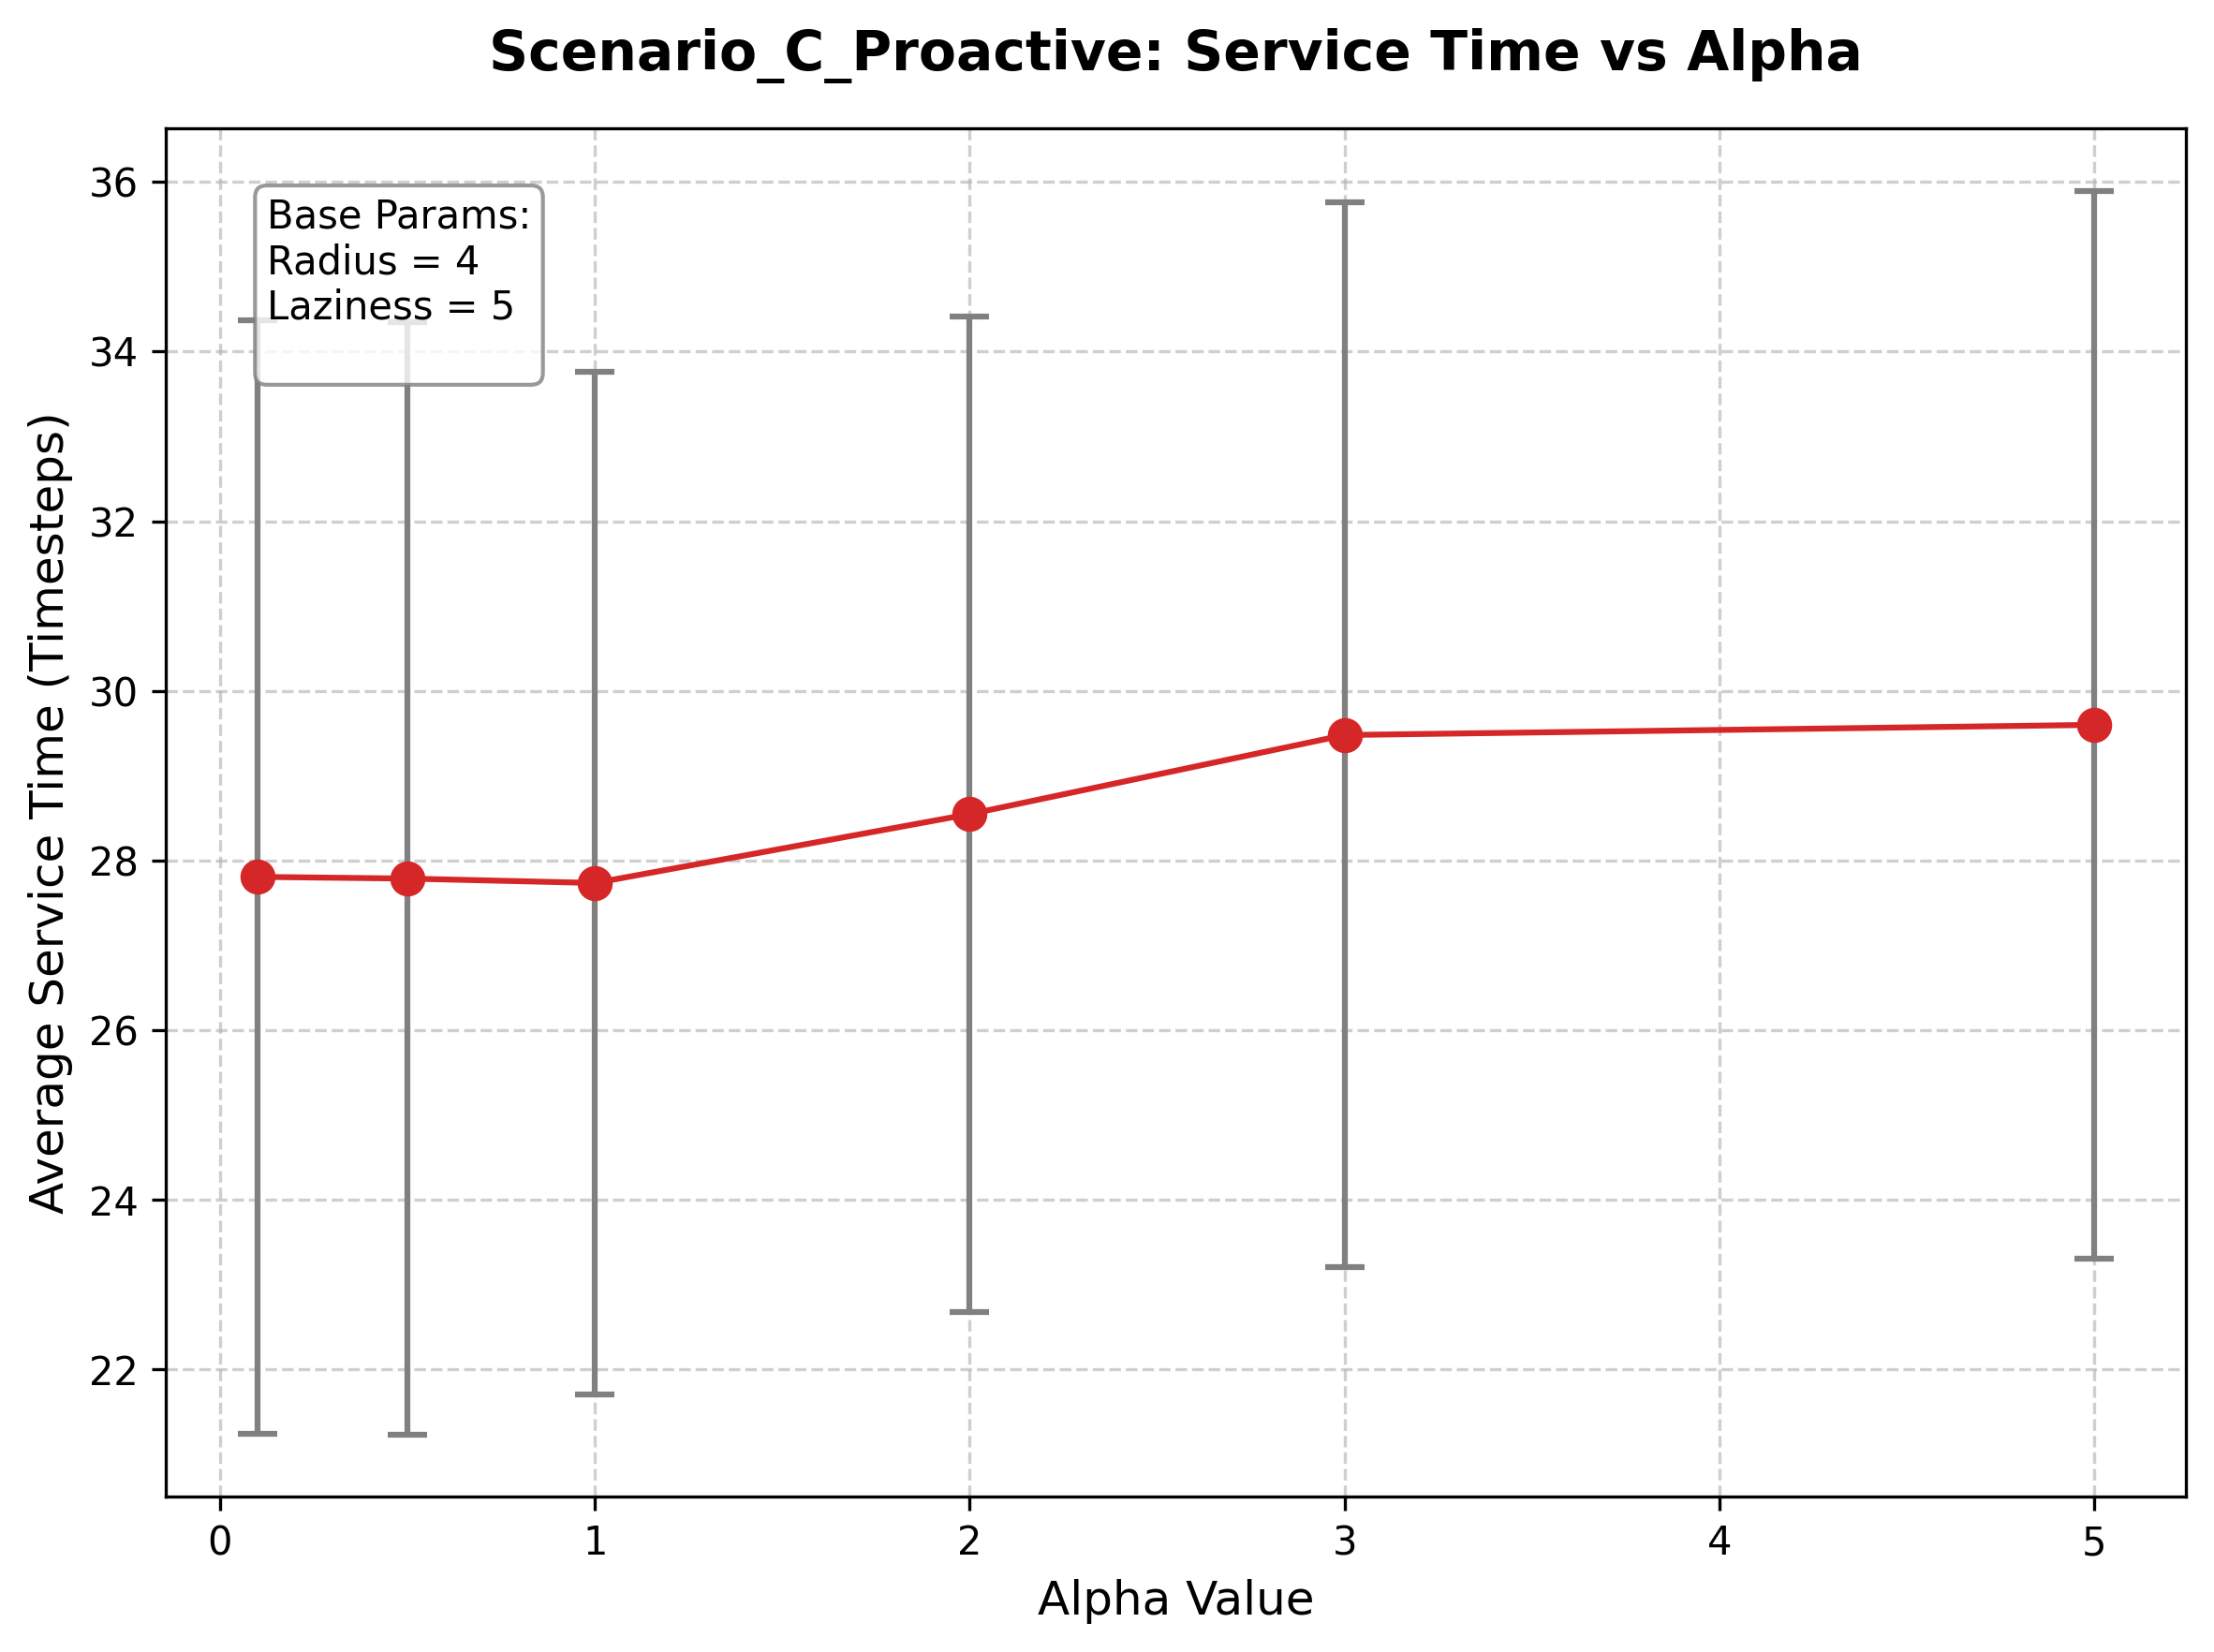 Scenario_C_Proactive: Service Time vs Alpha
Base Params:
Radius = 4
Laziness = 5
36
34
32
30
28
26
24
22
Average Service Time (Timesteps)
0 1 2 3 4 5
Alpha Value